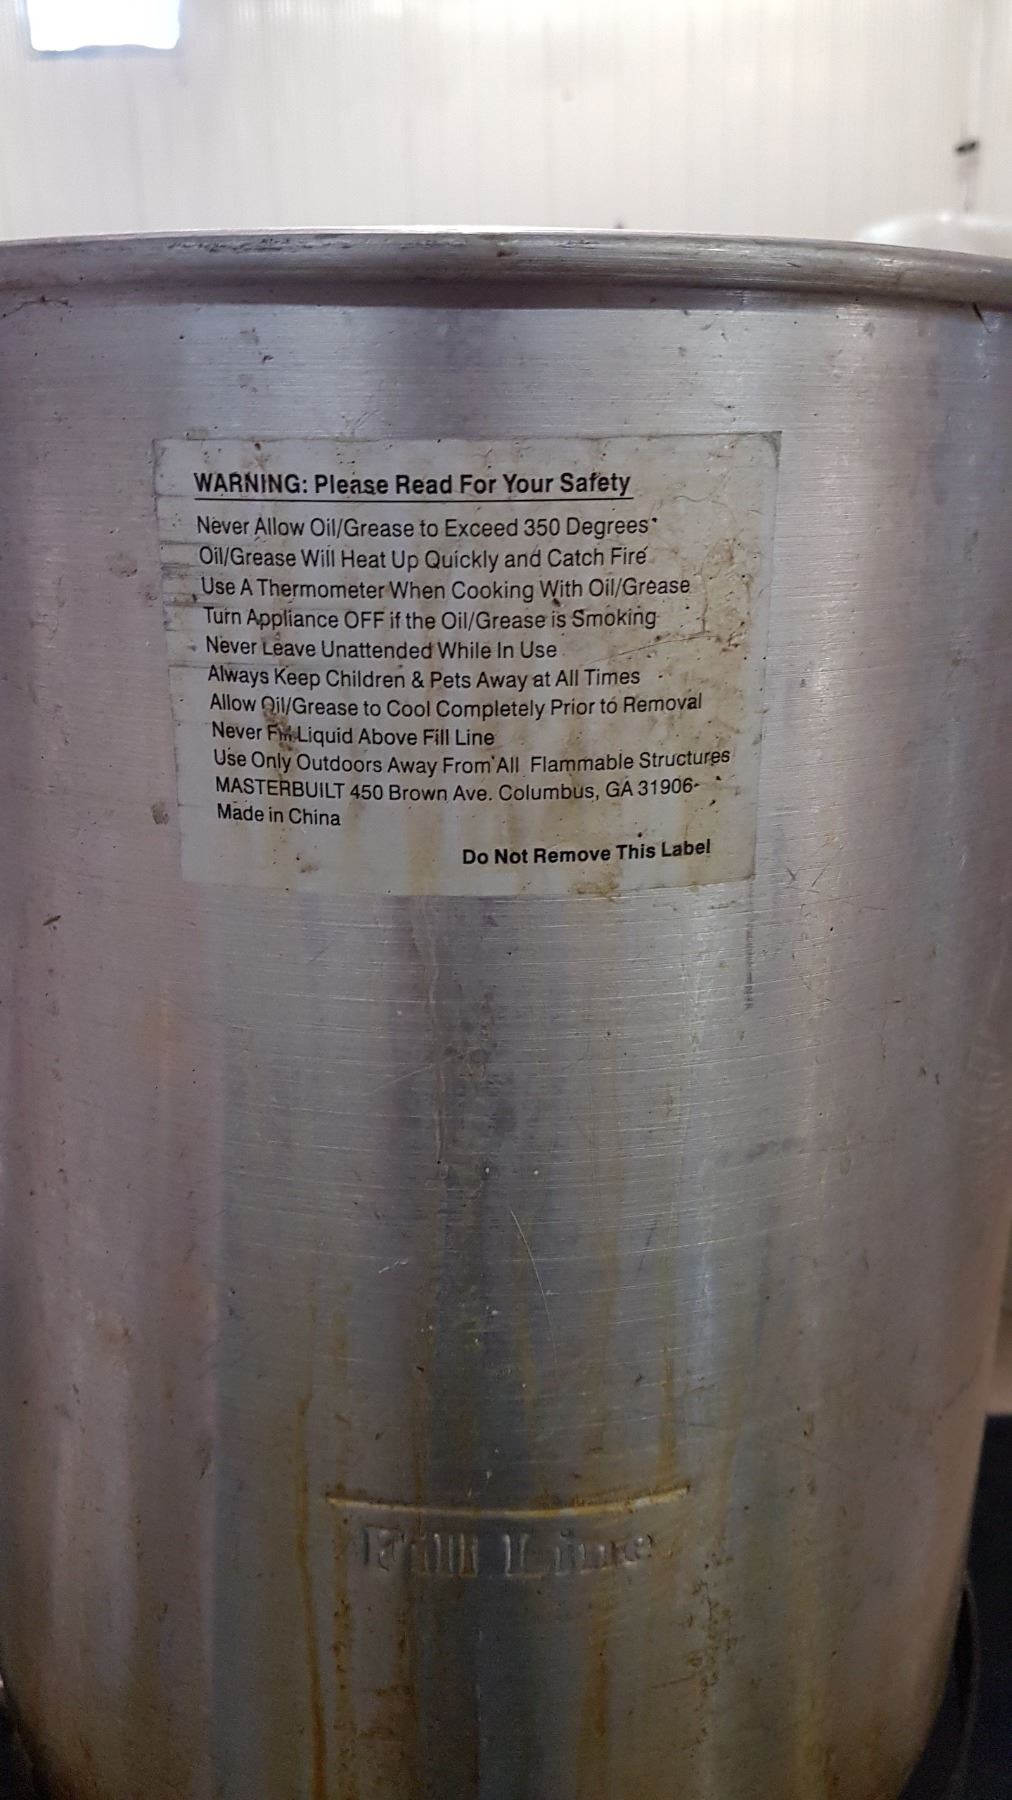 WARNING: Please Read For Your Safety
Never Allow Oil/Grease to Exceed 350 Degrees
Oil/Grease Will Heat Up Quickly and Catch Fire
Use A Thermometer When Cooking With Oil/Grease
Turn Appliance OFF if the Oil/Grease is Smoking
Never Leave Unattended While In Use
Always Keep Children & Pets Away at All Times
Allow Oil/Grease to Cool Completely Prior to Removal
Never Fill Liquid Above Fill Line
Use Only Outdoors Away From All Flammable Structures
MASTERBUILT 450 Brown Ave. Columbus, GA 31906
Made in China
Do Not Remove This Label
Fill Line